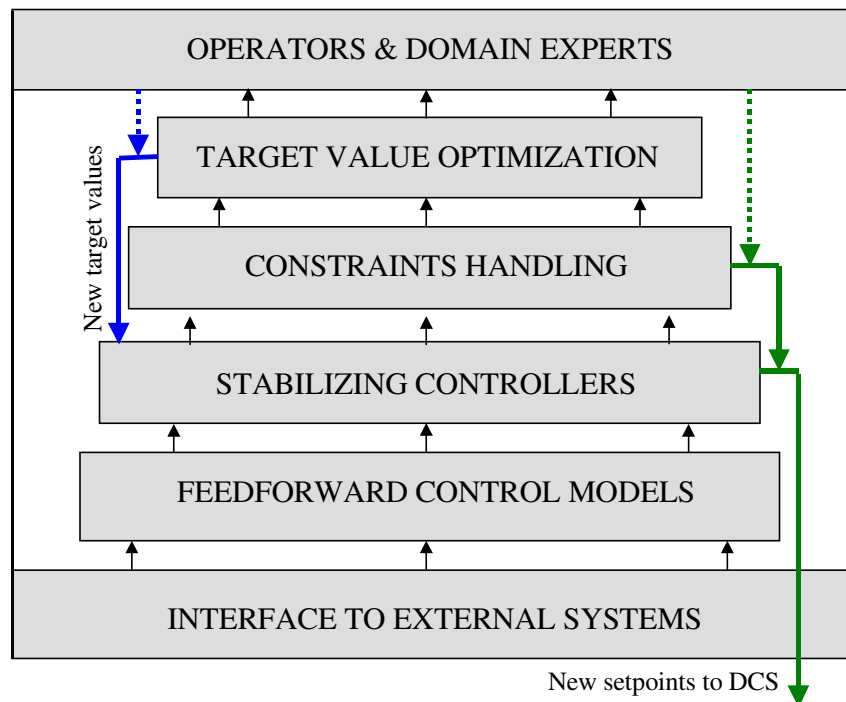 OPERATORS & DOMAIN EXPERTS
TARGET VALUE OPTIMIZATION
New target values
CONSTRAINTS HANDLING
STABILIZING CONTROLLERS
FEEDFORWARD CONTROL MODELS
INTERFACE TO EXTERNAL SYSTEMS
New setpoints to DCS